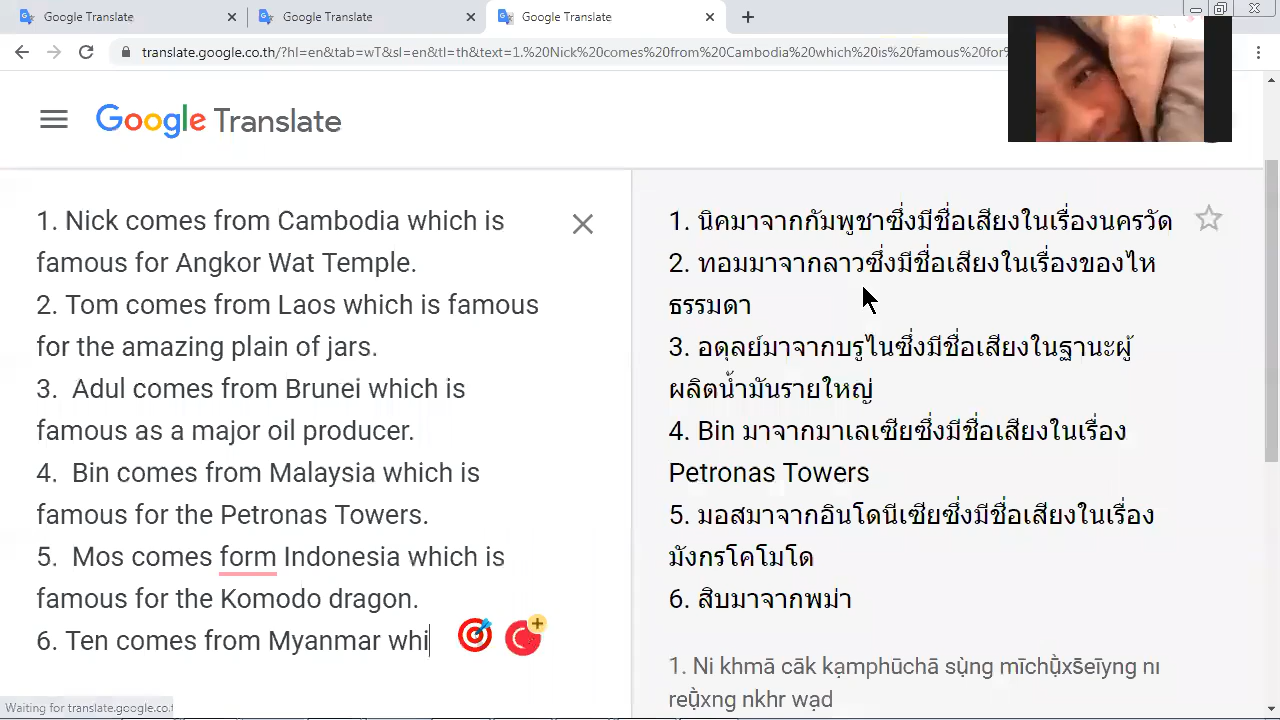 Google Translate
Google Translate
Google Translate
translate.google.co.th/?hl=en&tab=wT&sl=en&tl=th&text=1.%20Nick%20comes%20from%20Cambodia%20which%20is%20famous%20for%
Google Translate
1. Nick comes from Cambodia which is
famous for Angkor Wat Temple.
2. Tom comes from Laos which is famous
for the amazing plain of jars.
3. Adul comes from Brunei which is
famous as a major oil producer.
4. Bin comes from Malaysia which is
famous for the Petronas Towers.
5. Mos comes form Indonesia which is
famous for the Komodo dragon.
6. Ten comes from Myanmar whi
1. นิคมาจากกัมพูชาซึ่งมีชื่อเสียงในเรื่องนครวัด
2. ทอมมาจากลาวซึ่งมีชื่อเสียงในเรื่องของไห
ธรรมดา
3. อดุลย์มาจากบรูไนซึ่งมีชื่อเสียงในฐานะผู้
ผลิตน้ำมันรายใหญ่
4. Bin มาจากมาเลเซียซึ่งมีชื่อเสียงในเรื่อง
Petronas Towers
5. มอสมาจากอินโดนีเซียซึ่งมีชื่อเสียงในเรื่อง
มังกรโคโมโด
6. สิบมาจากพม่า
1. Ni khmā cāk kạmphūchā sụ̀ng mīchụ̄̀xs̄eīyng nı
reụ̄̀xng nkhr wạd
Waiting for translate.google.co.t